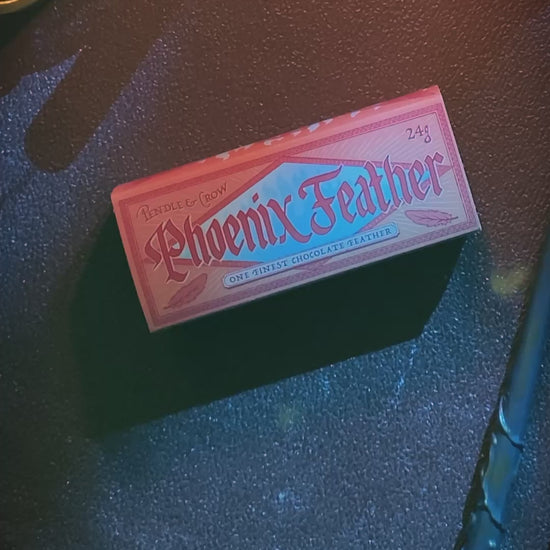 24g
Pendle & Crow
Phoenix Feather
One Finest Chocolate Feather